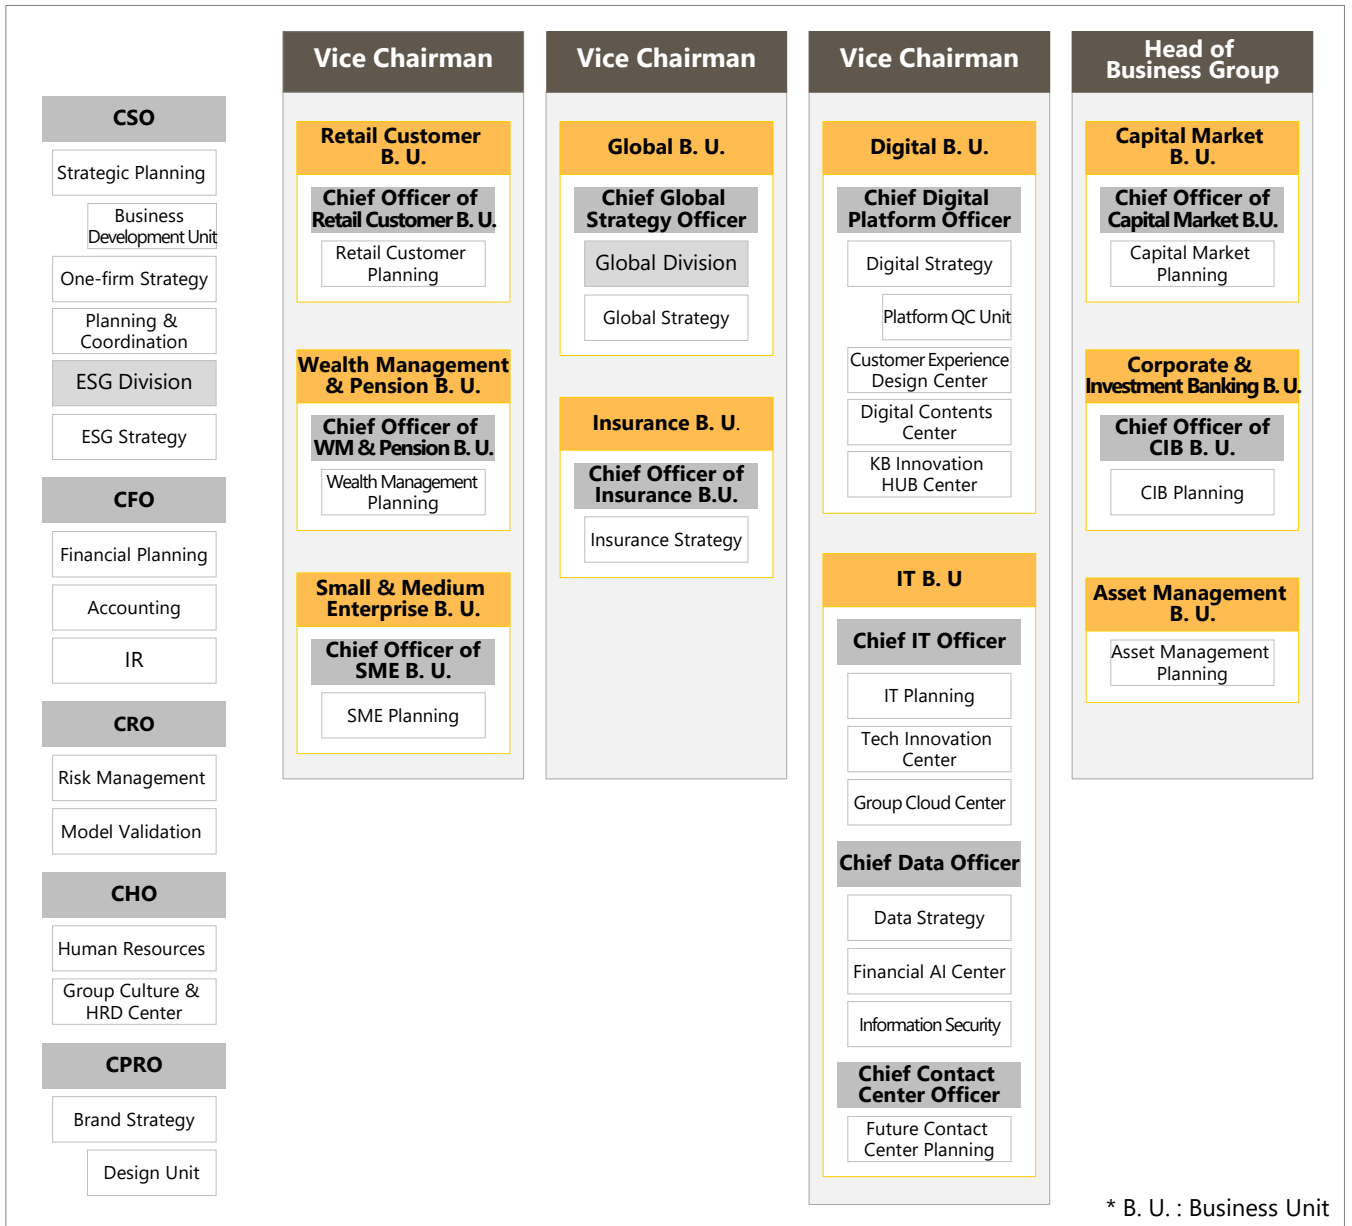 CSO
Strategic Planning
Business
Development Unit
One-firm Strategy
Planning &
Coordination
ESG Division
ESG Strategy
CFO
Financial Planning
Accounting
IR
CRO
Risk Management
Model Validation
CHO
Human Resources
Group Culture &
HRD Center
CPRO
Brand Strategy
Design Unit
Vice Chairman
Retail Customer
B. U.
Chief Officer of
Retail Customer B. U.
Retail Customer
Planning
Wealth Management
& Pension B. U.
Chief Officer of
WM & Pension B. U.
Wealth Management
Planning
Small & Medium
Enterprise B. U.
Chief Officer of
SME B. U.
SME Planning
Vice Chairman
Global B. U.
Chief Global
Strategy Officer
Global Division
Global Strategy
Insurance B. U.
Chief Officer of
Insurance B.U.
Insurance Strategy
Vice Chairman
Digital B. U.
Chief Digital
Platform Officer
Digital Strategy
Platform QC Unit
Customer Experience
Design Center
Digital Contents
Center
KB Innovation
HUB Center
IT B. U
Chief IT Officer
IT Planning
Tech Innovation
Center
Group Cloud Center
Chief Data Officer
Data Strategy
Financial AI Center
Information Security
Chief Contact
Center Officer
Future Contact
Center Planning
Head of
Business Group
Capital Market
B. U.
Chief Officer of
Capital Market B.U.
Capital Market
Planning
Corporate &
Investment Banking B. U.
Chief Officer of
CIB B. U.
CIB Planning
Asset Management
B. U.
Asset Management
Planning
* B. U. : Business Unit